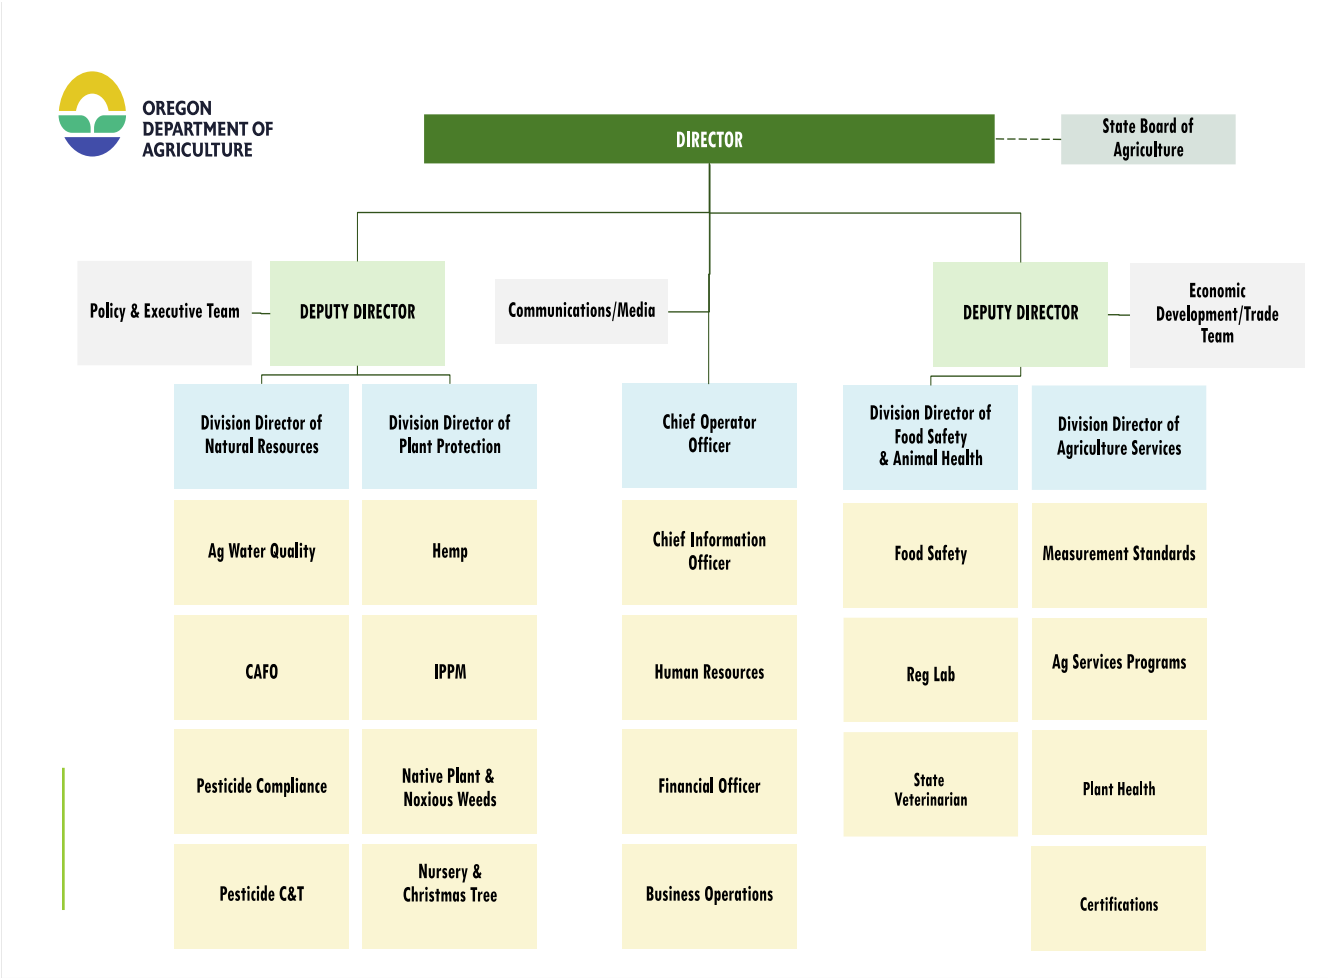 OREGON
DEPARTMENT OF
AGRICULTURE
DIRECTOR
State Board of
Agriculture
Policy & Executive Team
DEPUTY DIRECTOR
Communications/Media
DEPUTY DIRECTOR
Economic
Development/Trade
Team
Division Director of
Natural Resources
Division Director of
Plant Protection
Chief Operator
Officer
Division Director of
Food Safety
& Animal Health
Division Director of
Agriculture Services
Ag Water Quality
Hemp
Chief Information
Officer
Food Safety
Measurement Standards
CAFO
IPPM
Human Resources
Reg Lab
Ag Services Programs
Pesticide Compliance
Native Plant &
Noxious Weeds
Financial Officer
State
Veterinarian
Plant Health
Pesticide C&T
Nursery &
Christmas Tree
Business Operations
Certifications